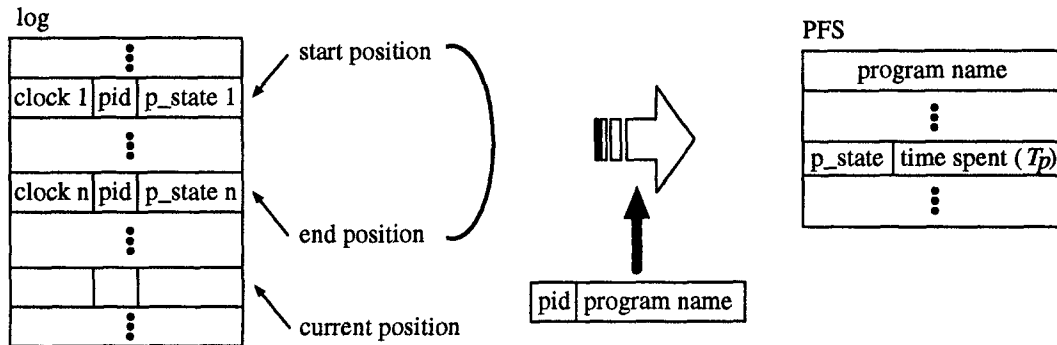 log
start position
clock 1 pid p_state 1
clock n pid p_state n
end position
current position
pid program name
PFS
program name
p_state time spent (Tp)